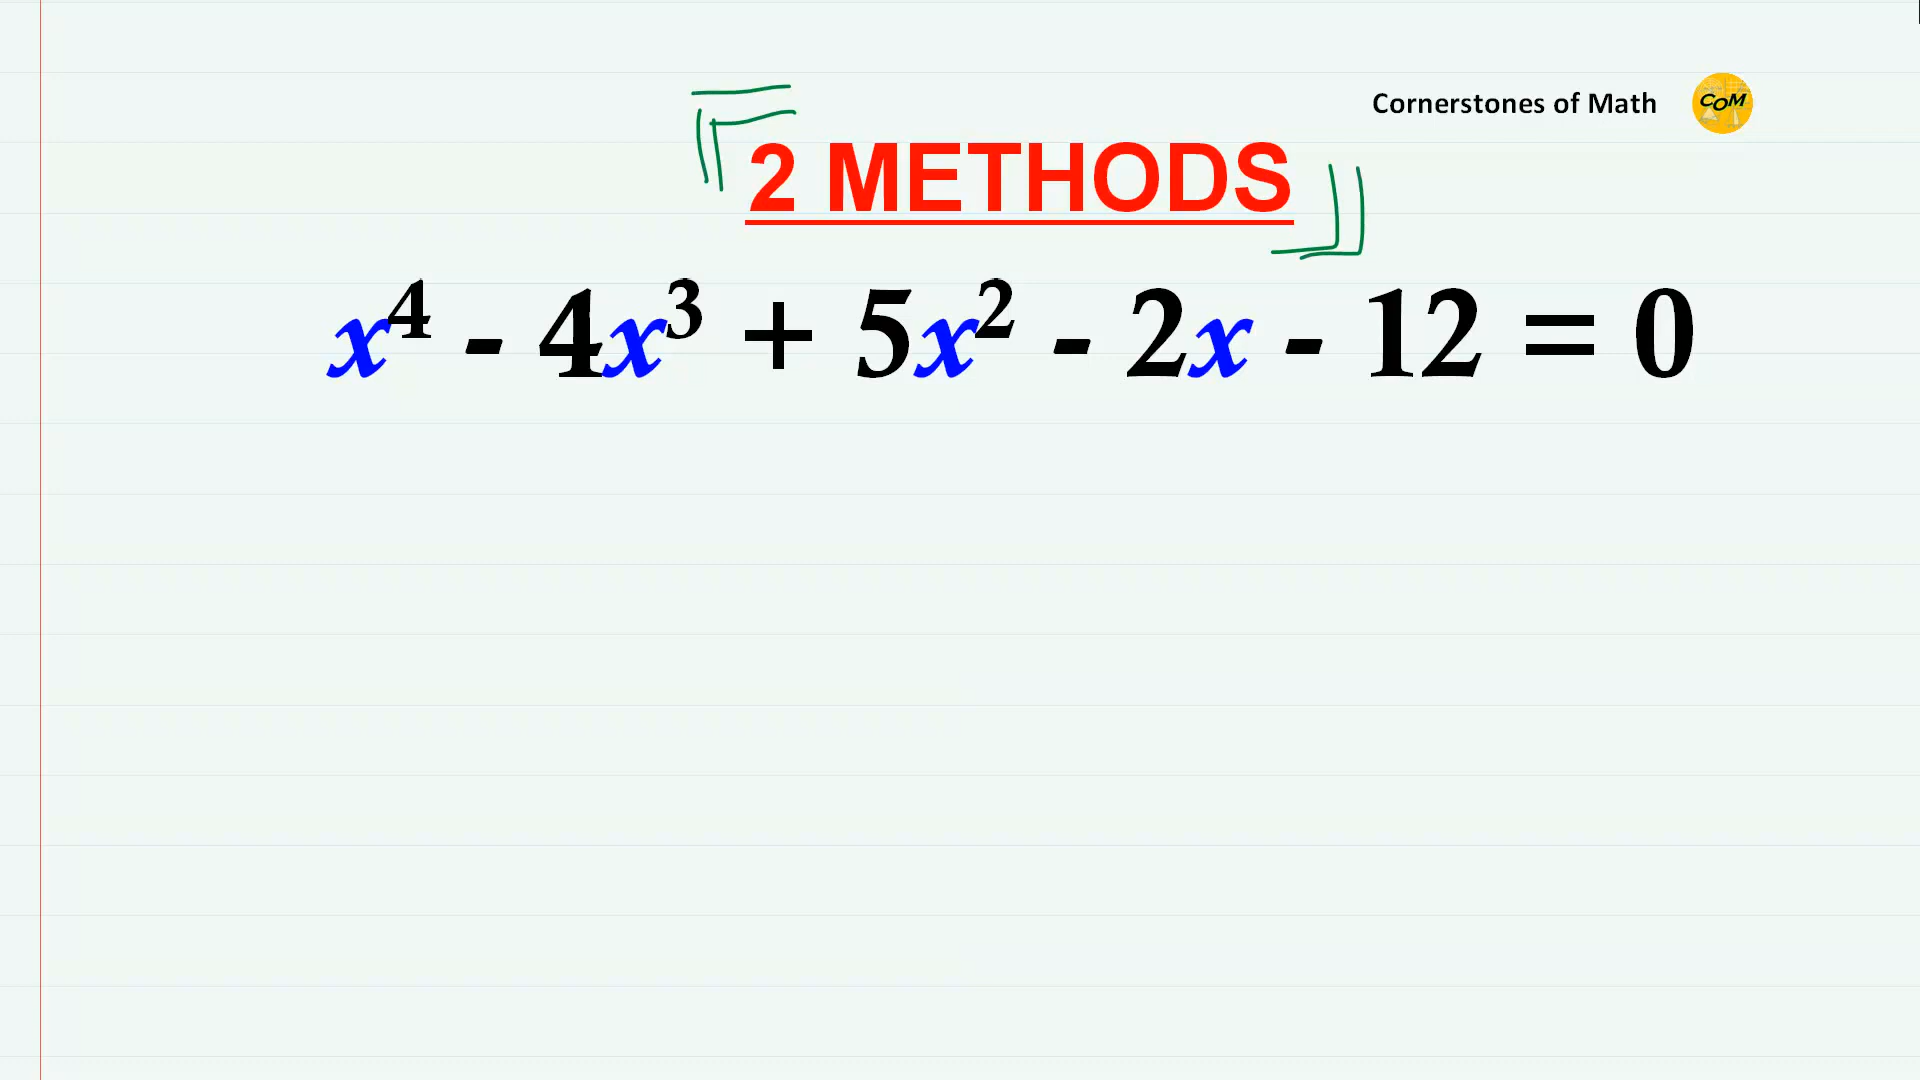 Cornerstones of Math
CoM
2 METHODS
x⁴ - 4x³ + 5x² - 2x - 12 = 0